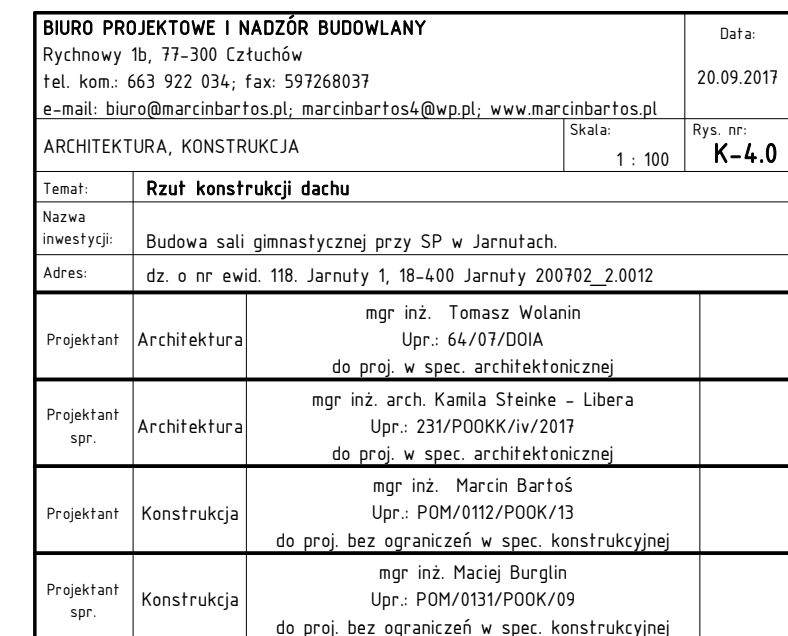 BIURO PROJEKTOWE I NADZÓR BUDOWLANY
Rychnowy 1b, 77-300 Człuchów
tel. kom.: 663 922 034; fax: 597268037
e-mail: biuro@marcinbartos.pl; marcinbartos4@wp.pl; www.marcinbartos.pl
Data:
20.09.2017
ARCHITEKTURA, KONSTRUKCJA
Skala:
1 : 100
Rys. nr:
K-4.0
Temat:
Rzut konstrukcji dachu
Nazwa
inwestycji:
Budowa sali gimnastycznej przy SP w Jarnutach.
Adres:
dz. o nr ewid. 118. Jarnuty 1, 18-400 Jarnuty 200702_2.0012
Projektant
Architektura
mgr inż. Tomasz Wolanin
Upr.: 64/07/DOIA
do proj. w spec. architektonicznej
Projektant
spr.
Architektura
mgr inż. arch. Kamila Steinke - Libera
Upr.: 231/POOKK/iv/2017
do proj. w spec. architektonicznej
Projektant
Konstrukcja
mgr inż. Marcin Bartoś
Upr.: POM/0112/POOK/13
do proj. bez ograniczeń w spec. konstrukcyjnej
Projektant
spr.
Konstrukcja
mgr inż. Maciej Burglin
Upr.: POM/0131/POOK/09
do proj. bez ograniczeń w spec. konstrukcyjnej